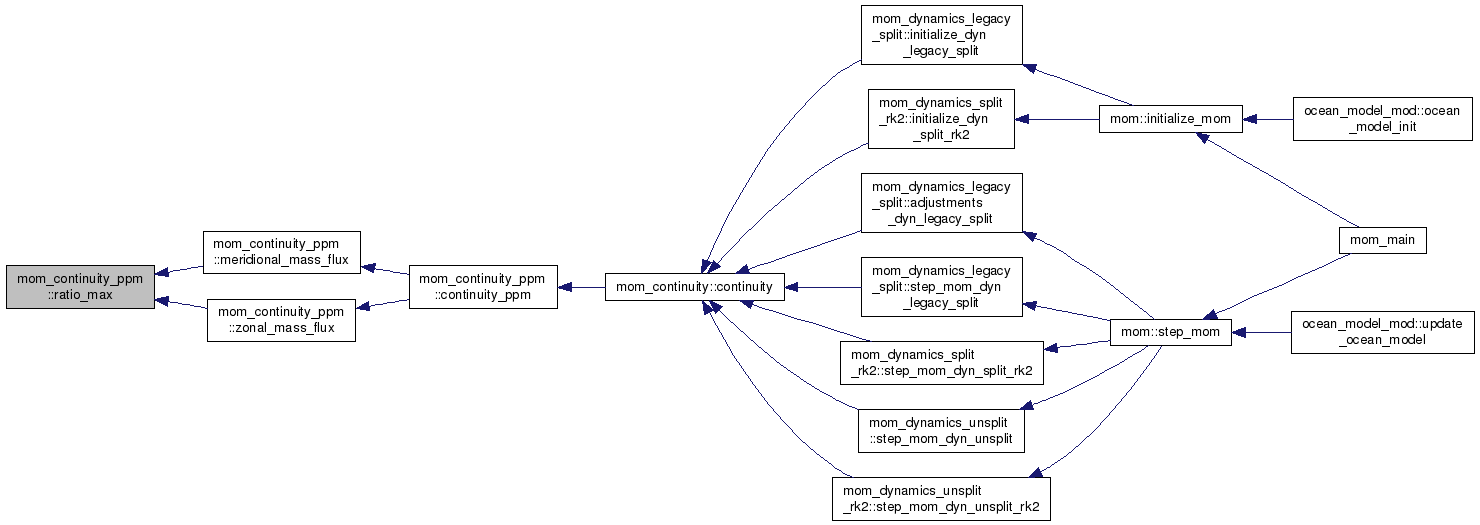 mom_continuity_ppm
::ratio_max
mom_continuity_ppm
::meridional_mass_flux
mom_continuity_ppm
::zonal_mass_flux
mom_continuity_ppm
::continuity_ppm
mom_continuity::continuity
mom_dynamics_legacy
_split::initialize_dyn
_legacy_split
mom_dynamics_split
_rk2::initialize_dyn
_split_rk2
mom_dynamics_legacy
_split::adjustments
_dyn_legacy_split
mom_dynamics_legacy
_split::step_mom_dyn
_legacy_split
mom_dynamics_split
_rk2::step_mom_dyn_split_rk2
mom_dynamics_unsplit
::step_mom_dyn_unsplit
mom_dynamics_unsplit
_rk2::step_mom_dyn_unsplit_rk2
mom::initialize_mom
mom::step_mom
ocean_model_mod::ocean
_model_init
mom_main
ocean_model_mod::update
_ocean_model